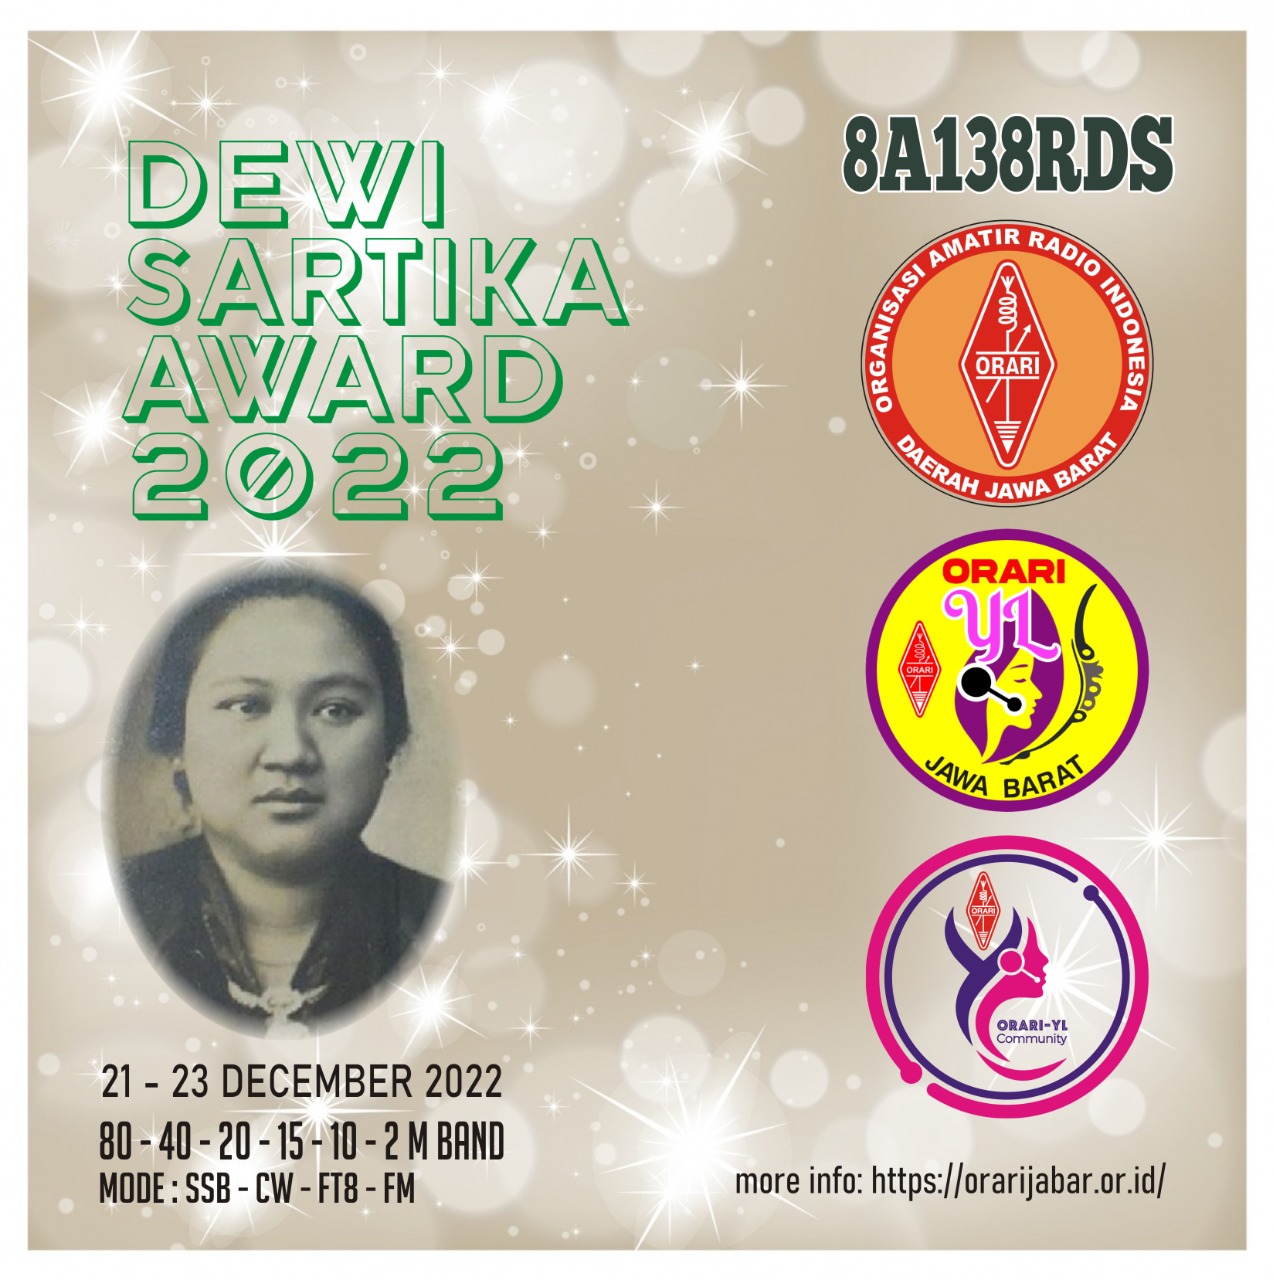 DEWI
SARTIKA
AWARD
2022
8A138RDS
ORGANISASI AMATIR RADIO INDONESIA
ORARI
DAERAH JAWA BARAT
ORARI
YL
ORARI
JAWA BARAT
ORARI
ORARI-YL
Community
21 - 23 DECEMBER 2022
80 - 40 - 20 - 15 - 10 - 2 M BAND
MODE : SSB - CW - FT8 - FM
more info: https://orarijabar.or.id/